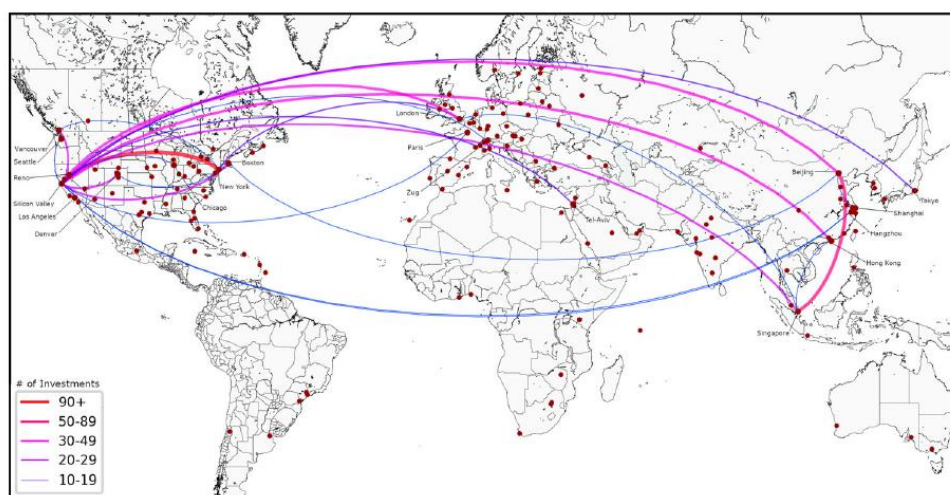 London
Paris
Zug
Tel-Aviv
Vancouver
Seattle
Reno
Silicon Valley
Los Angeles
Denver
Boston
New York
Chicago
Beijing
Tokyo
Shanghai
Hangzhou
Hong Kong
Singapore
# of Investments
90+
50-89
30-49
20-29
10-19